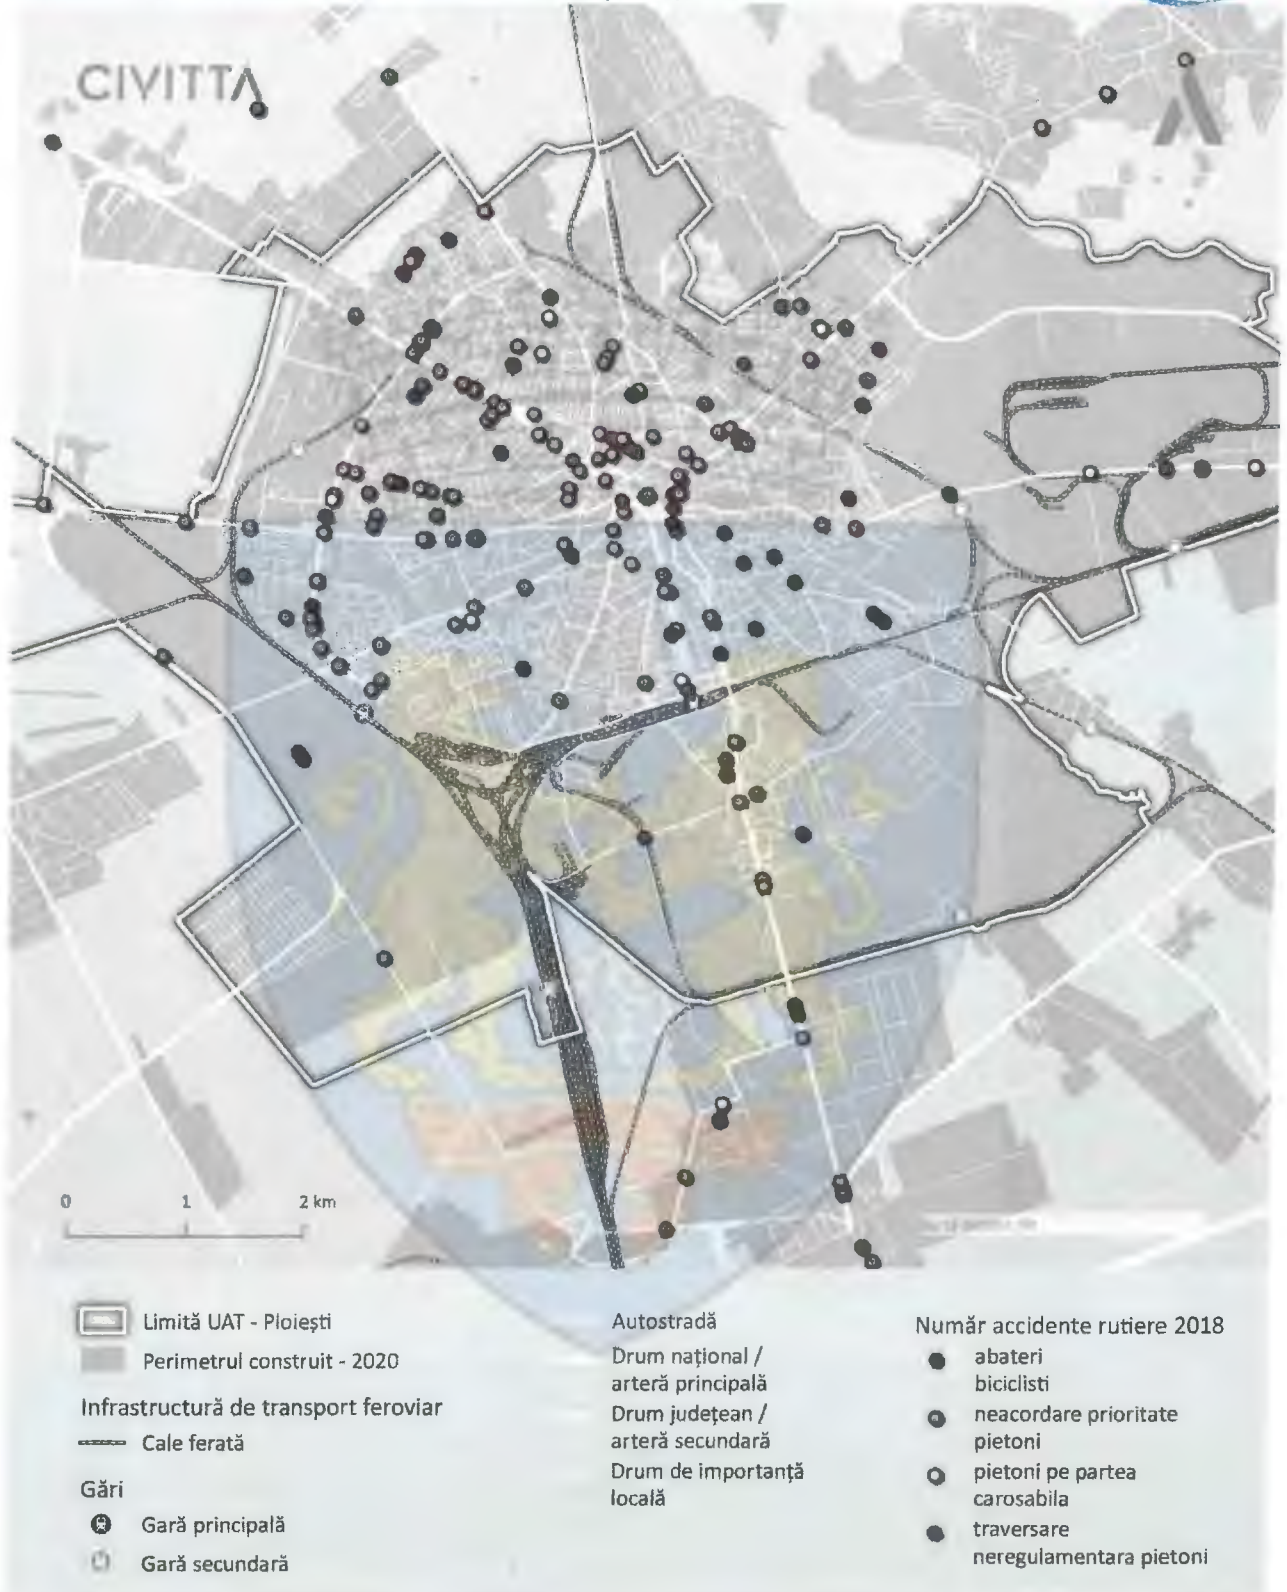 CIVITTA
0 1 2 km
Limită UAT - Ploiești
Perimetrul construit - 2020
Infrastructură de transport feroviar
Cale ferată
Gări
Gară principală
Gară secundară
Autostradă
Drum național /
arteră principală
Drum județean /
arteră secundară
Drum de importanță
locală
Număr accidente rutiere 2018
abateri
biciclisti
neacordare prioritate
pietoni
pietoni pe partea
carosabila
traversare
neregulamentara pietoni